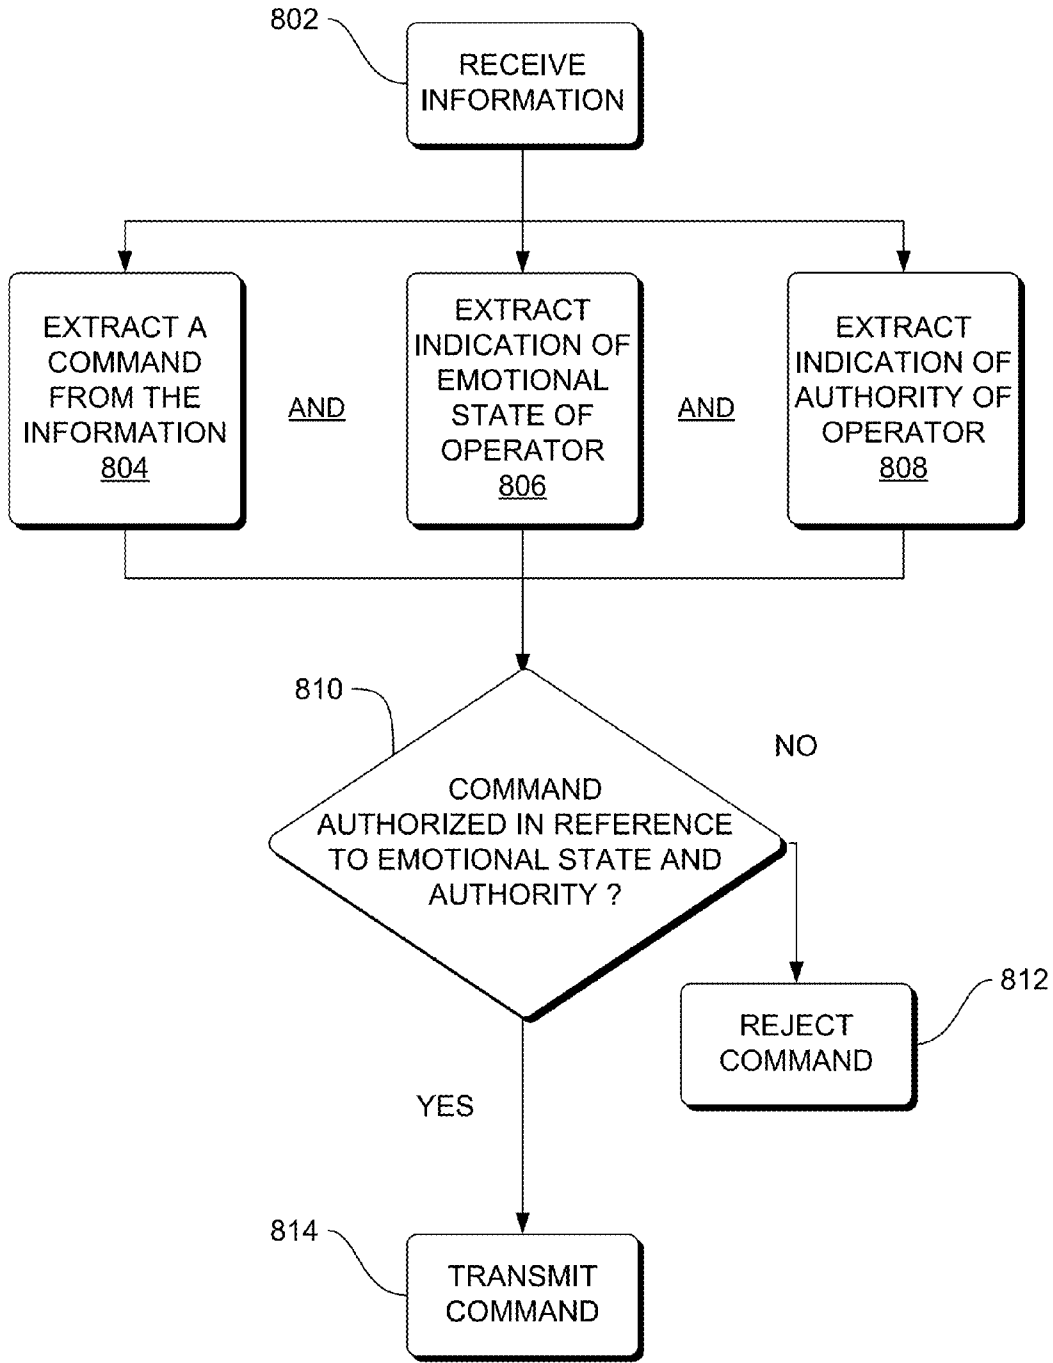 802
RECEIVE
INFORMATION
EXTRACT A
COMMAND
FROM THE
INFORMATION
804
AND
EXTRACT
INDICATION OF
EMOTIONAL
STATE OF
OPERATOR
806
AND
EXTRACT
INDICATION OF
AUTHORITY OF
OPERATOR
808
810
COMMAND
AUTHORIZED IN REFERENCE
TO EMOTIONAL STATE AND
AUTHORITY ?
NO
812
REJECT
COMMAND
YES
814
TRANSMIT
COMMAND